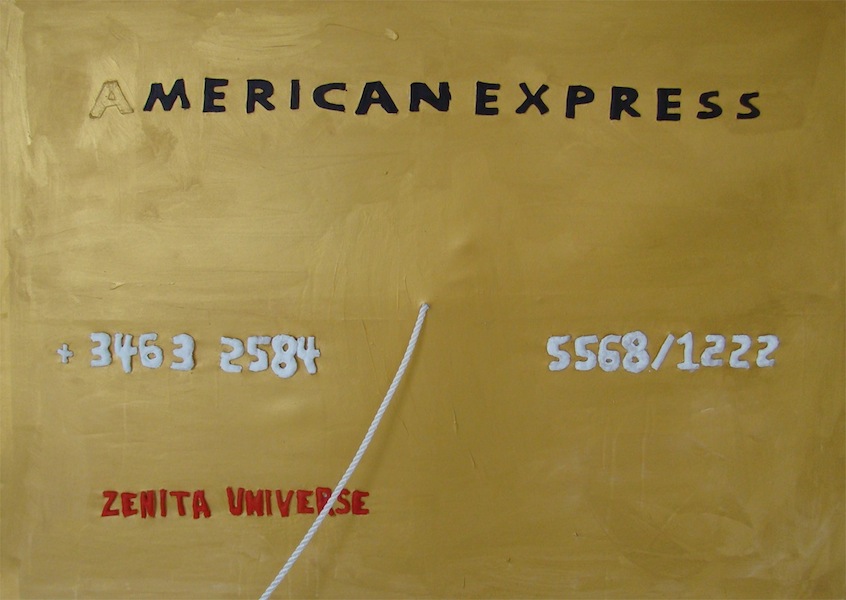 AMERICAN EXPRESS
+ 3463 2584 5568/1222
ZENITA UNIVERSE